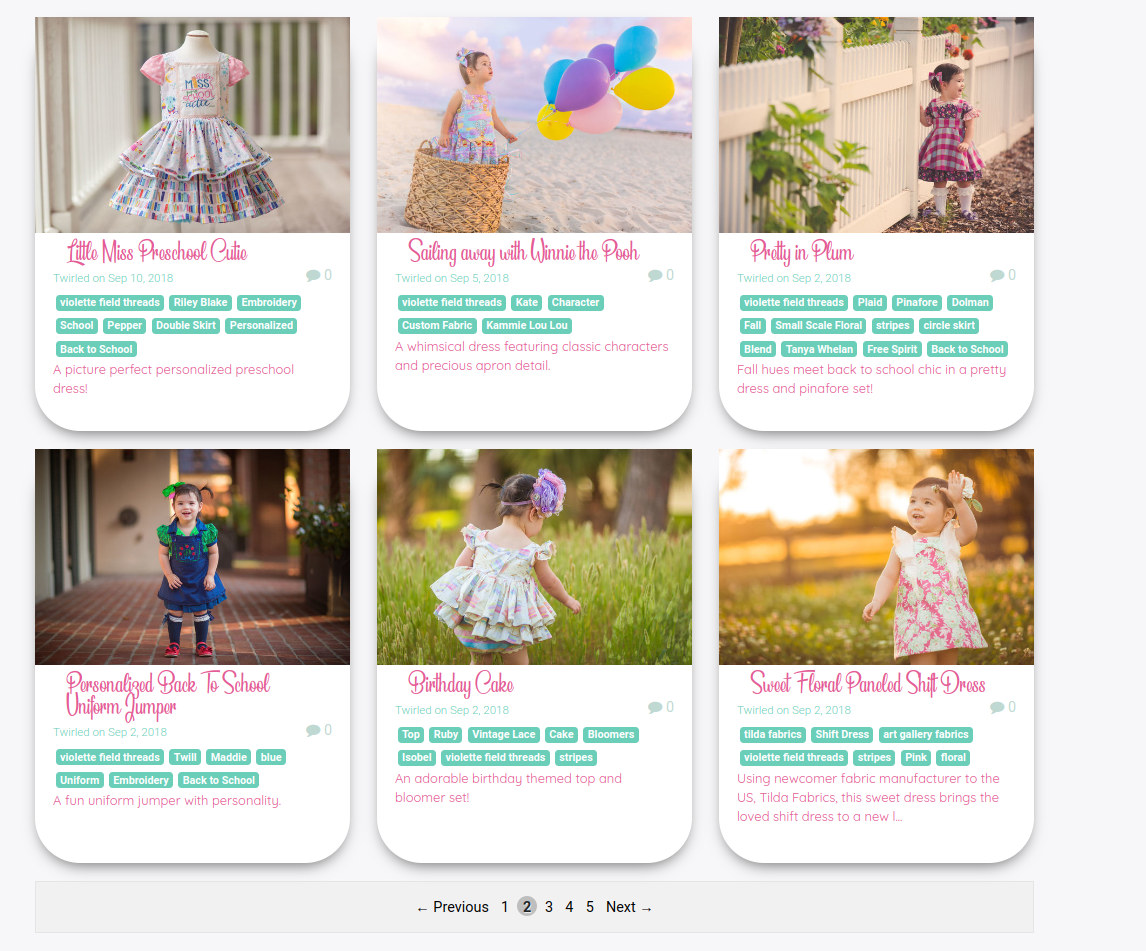 MISS
Little Miss Preschool Cutie
Twirled on Sep 10, 2018
0
violette field threads Riley Blake Embroidery
School Pepper Double Skirt Personalized
Back to School
A picture perfect personalized preschool
dress!
Sailing away with Winnie the Pooh
Twirled on Sep 5, 2018
0
violette field threads Kate Character
Custom Fabric Kammie Lou Lou
A whimsical dress featuring classic characters
and precious apron detail.
Pretty in Plum
Twirled on Sep 2, 2018
0
violette field threads Plaid Pinafore Dolman
Fall Small Scale Floral stripes circle skirt
Blend Tanya Whelan Free Spirit Back to School
Fall hues meet back to school chic in a pretty
dress and pinafore set!
Personalized Back To School
Uniform Jumper
Twirled on Sep 2, 2018
0
violette field threads Twill Maddie blue
Uniform Embroidery Back to School
A fun uniform jumper with personality.
Birthday Cake
Twirled on Sep 2, 2018
0
Top Ruby Vintage Lace Cake Bloomers
Isobel violette field threads stripes
An adorable birthday themed top and
bloomer set!
Sweet Floral Paneled Shift Dress
Twirled on Sep 2, 2018
0
tilda fabrics Shift Dress art gallery fabrics
violette field threads stripes Pink floral
Using newcomer fabric manufacturer to the
US, Tilda Fabrics, this sweet dress brings the
loved shift dress to a new l...
← Previous 1 2 3 4 5 Next →